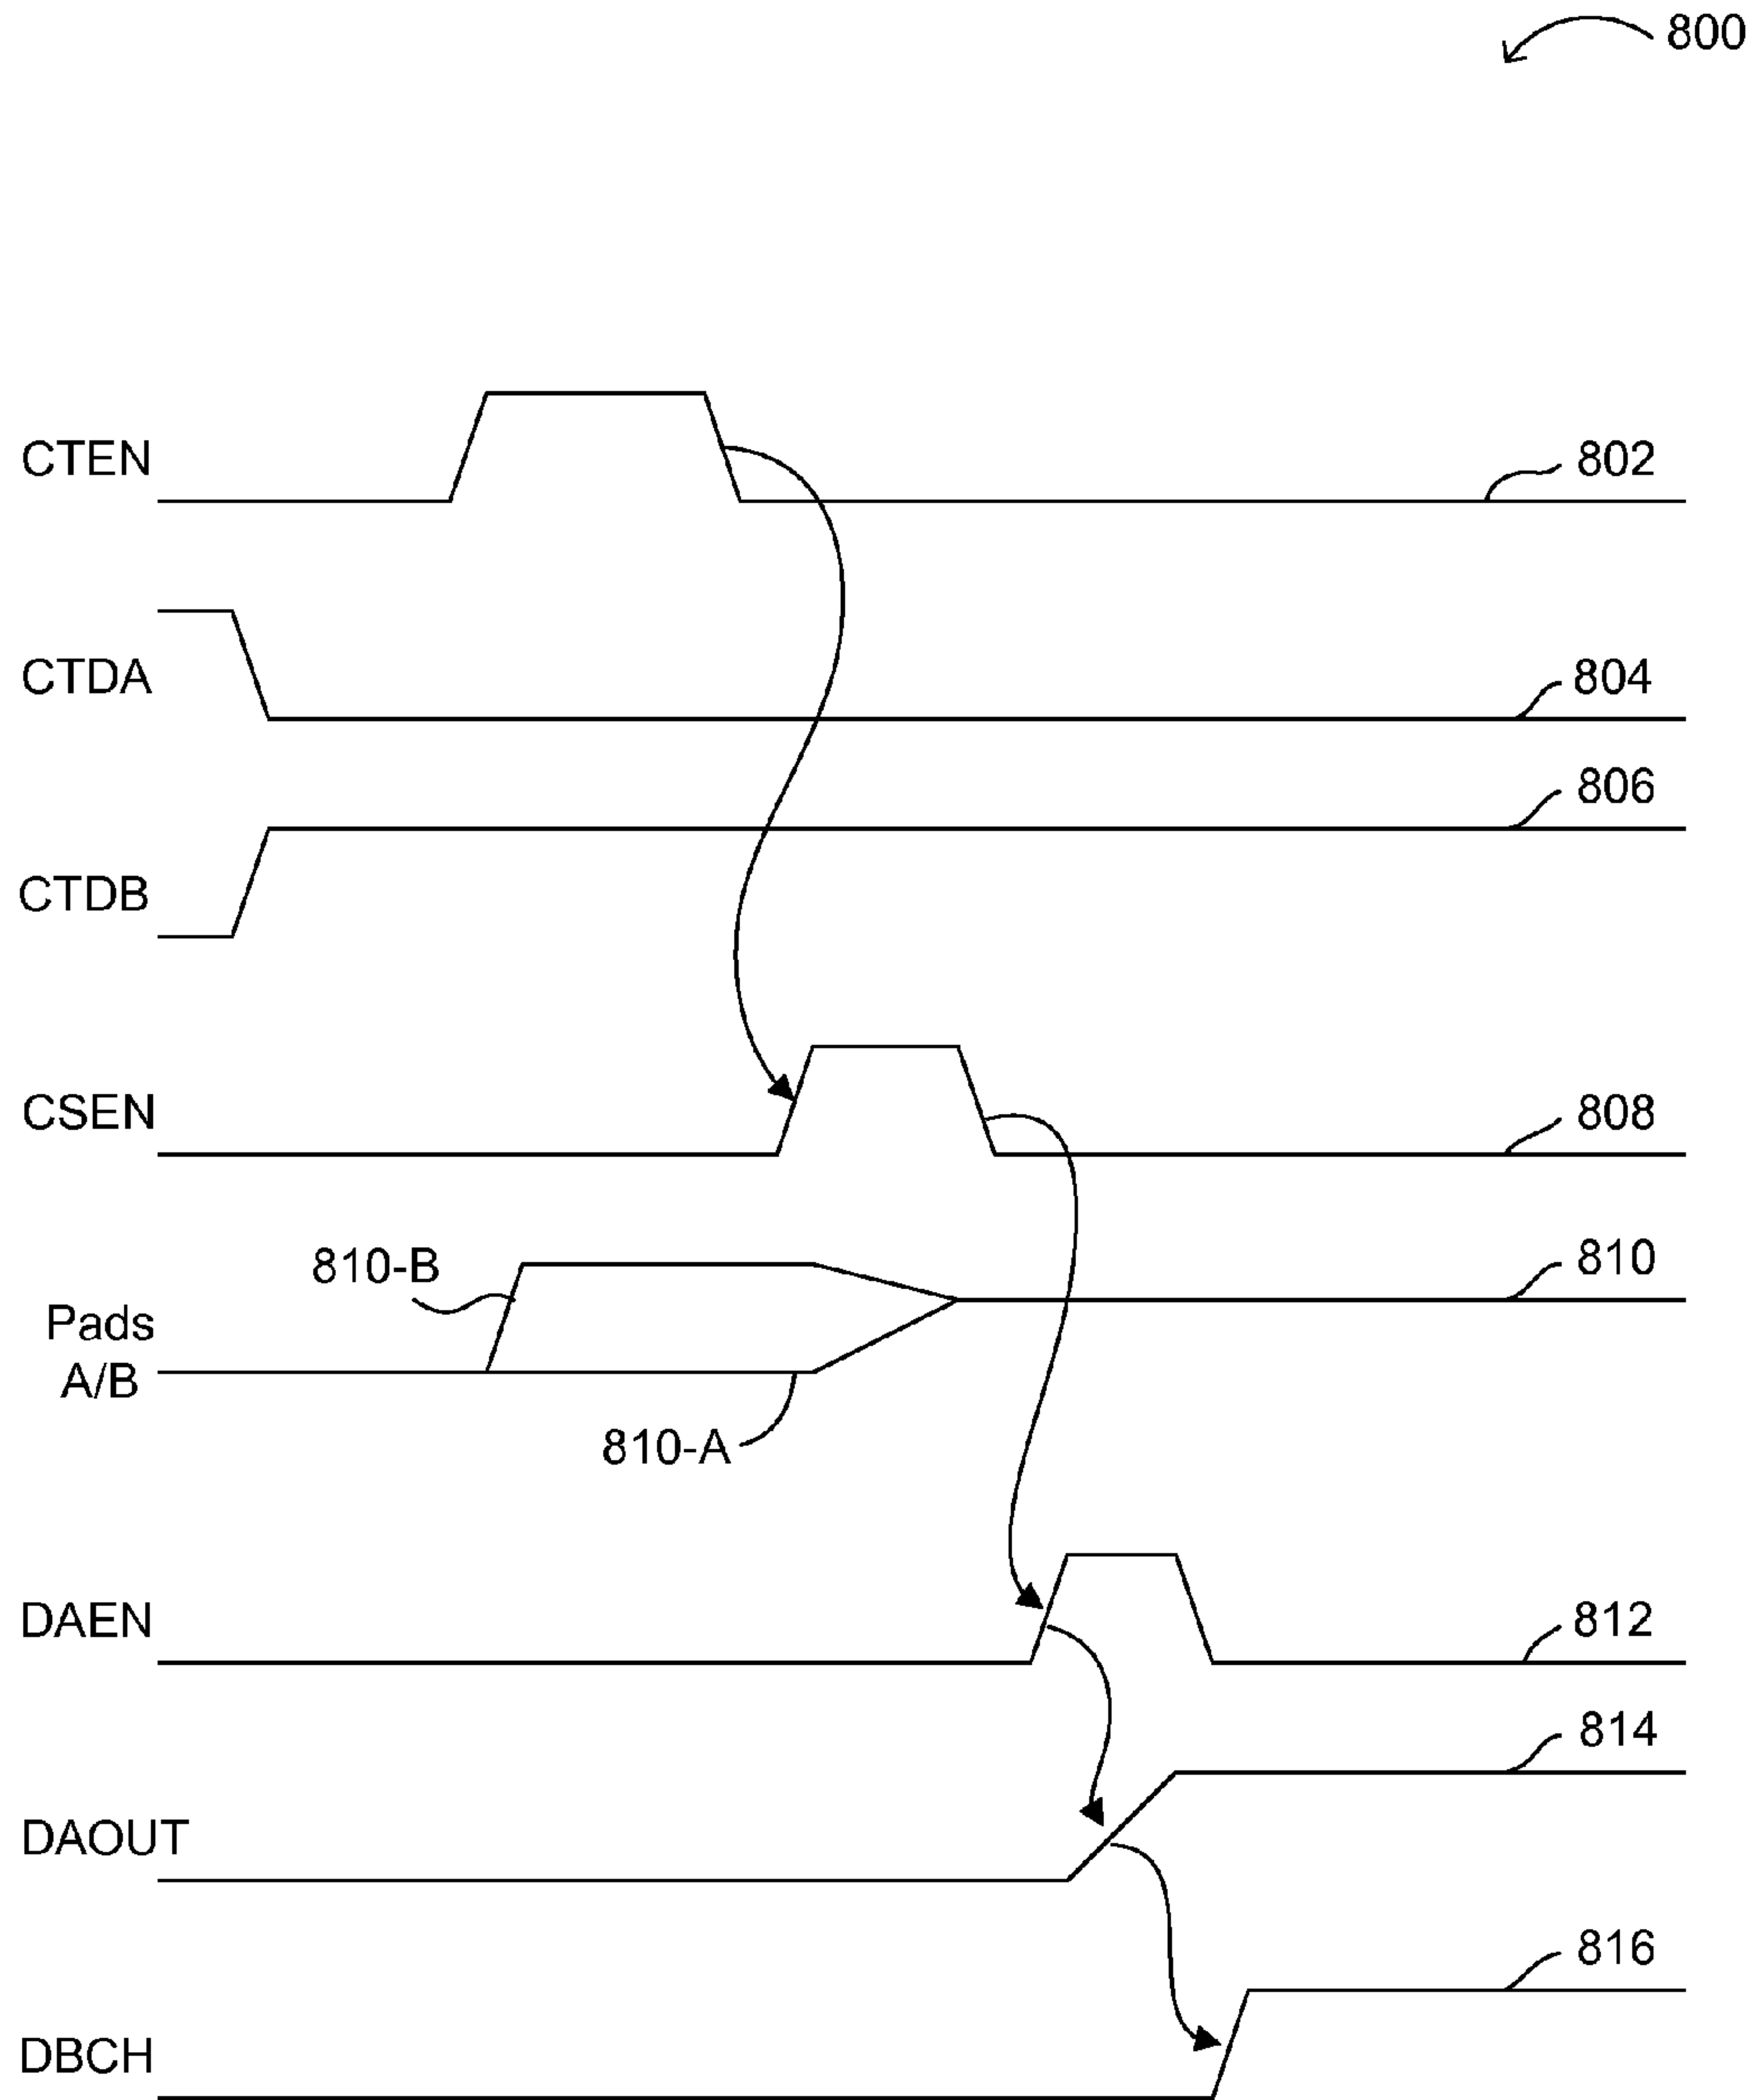 800
CTEN
802
CTDA
804
806
CTDB
CSEN
808
810-B
810
Pads
A/B
810-A
DAEN
812
814
DAOUT
816
DBCH